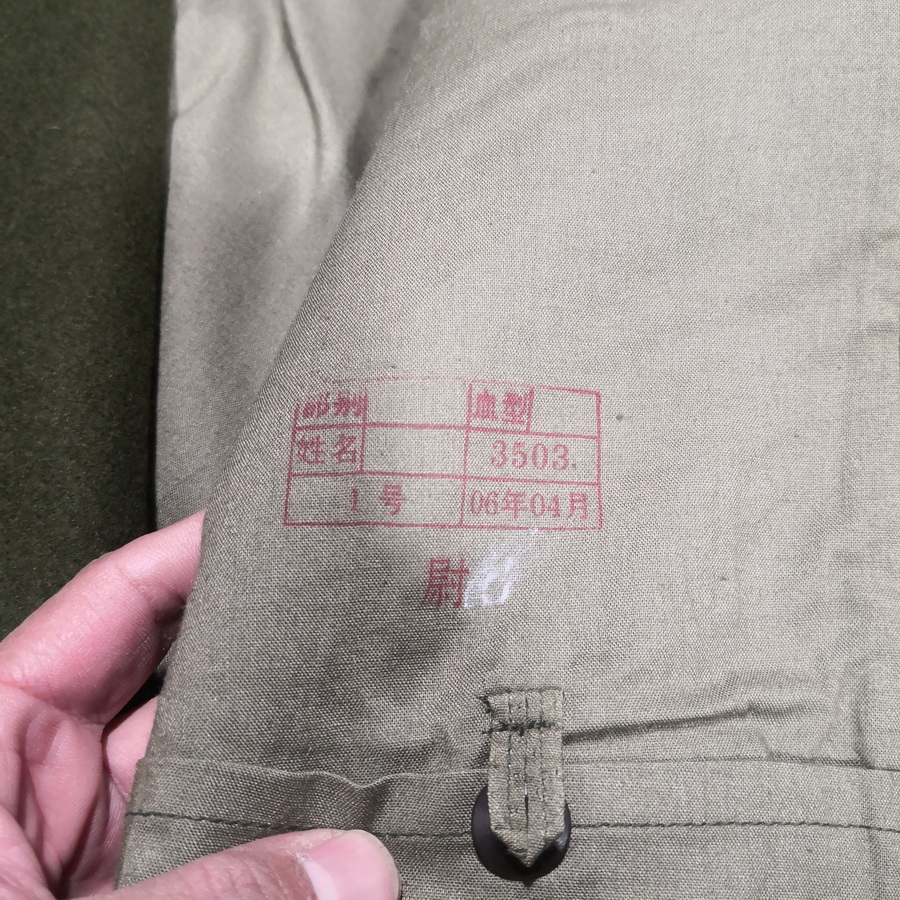 部别 血型
姓名 3503
1号 06年04月
尉